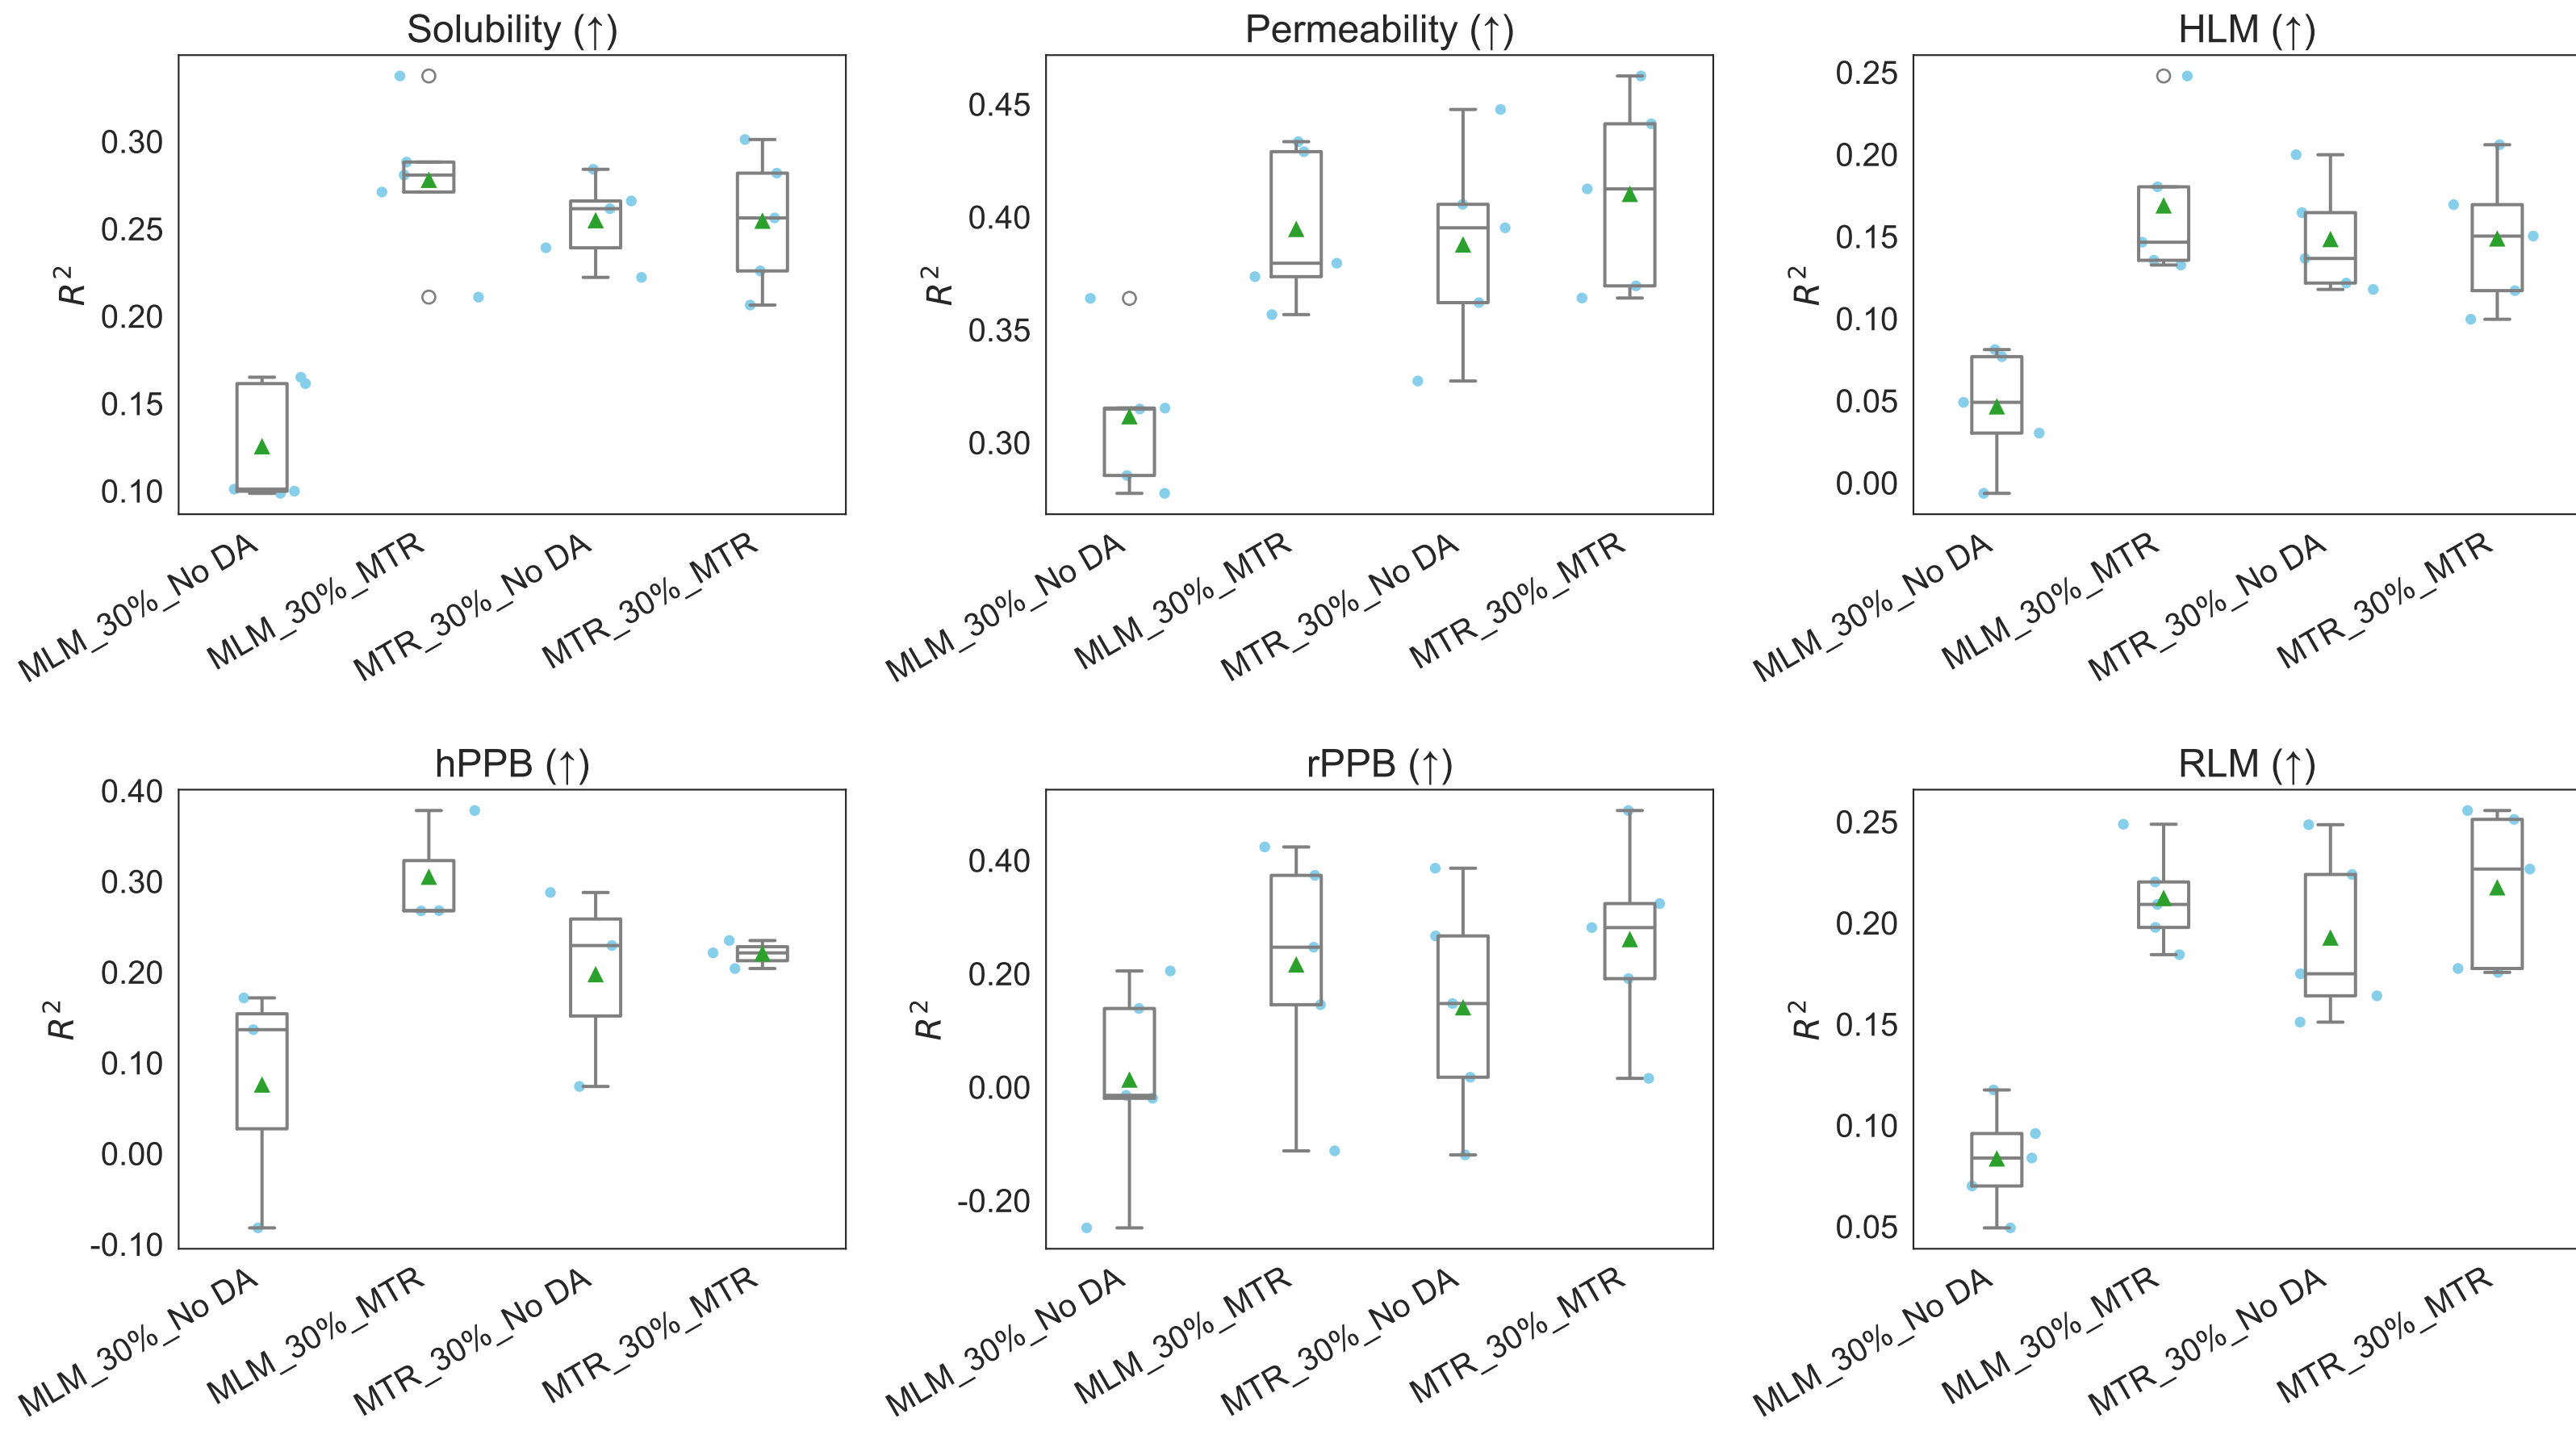 Solubility (↑)
0.30
0.25
0.20
0.15
0.10
R²
MLM_30%_No DA
MLM_30%_MTR
MTR_30%_No DA
MTR_30%_MTR
Permeability (↑)
0.45
0.40
0.35
0.30
R²
MLM_30%_No DA
MLM_30%_MTR
MTR_30%_No DA
MTR_30%_MTR
HLM (↑)
0.25
0.20
0.15
0.10
0.05
0.00
R²
MLM_30%_No DA
MLM_30%_MTR
MTR_30%_No DA
MTR_30%_MTR
hPPB (↑)
0.40
0.30
0.20
0.10
0.00
-0.10
R²
MLM_30%_No DA
MLM_30%_MTR
MTR_30%_No DA
MTR_30%_MTR
rPPB (↑)
0.40
0.20
0.00
-0.20
R²
MLM_30%_No DA
MLM_30%_MTR
MTR_30%_No DA
MTR_30%_MTR
RLM (↑)
0.25
0.20
0.15
0.10
0.05
R²
MLM_30%_No DA
MLM_30%_MTR
MTR_30%_No DA
MTR_30%_MTR